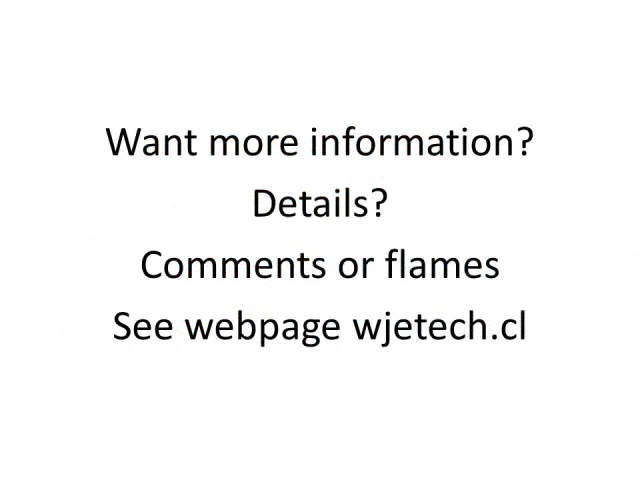 Want more information?
Details?
Comments or flames
See webpage wjetech.cl